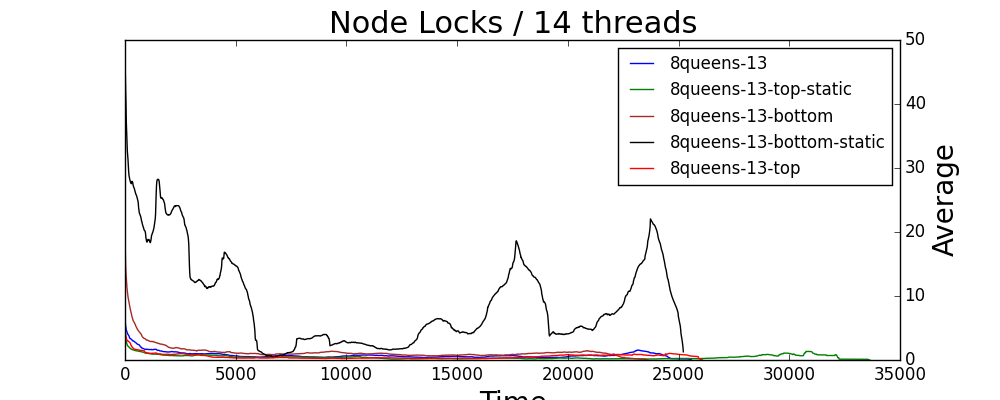 Node Locks / 14 threads
8queens-13
8queens-13-top-static
8queens-13-bottom
8queens-13-bottom-static
8queens-13-top
50
40
30
20
10
0
Average
0 5000 10000 15000 20000 25000 30000 35000
Time